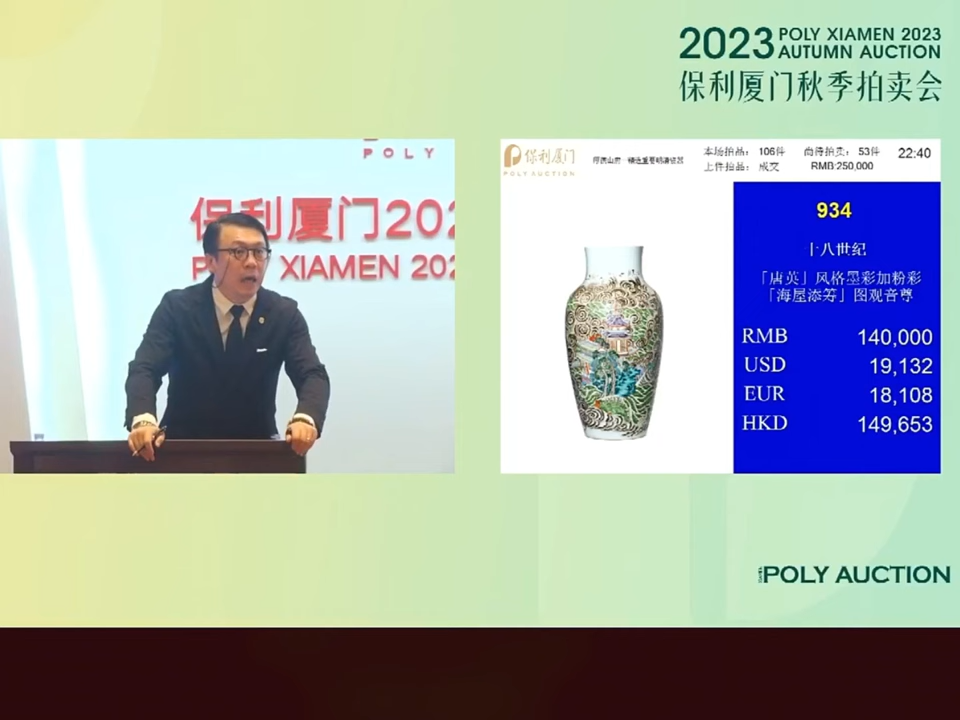 2023 POLY XIAMEN 2023
AUTUMN AUCTION
保利厦门秋季拍卖会
POLY
保利厦门202
XIAMEN 202
保利厦门
POLY AUCTION
本场拍品: 106件
尚待拍卖: 53件
22:40
上件拍品: 成交
RMB:250,000
934
十八世纪
「唐英」风格墨彩加粉彩
「海屋添筹」图观音尊
RMB 140,000
USD 19,132
EUR 18,108
HKD 149,653
POLY AUCTION